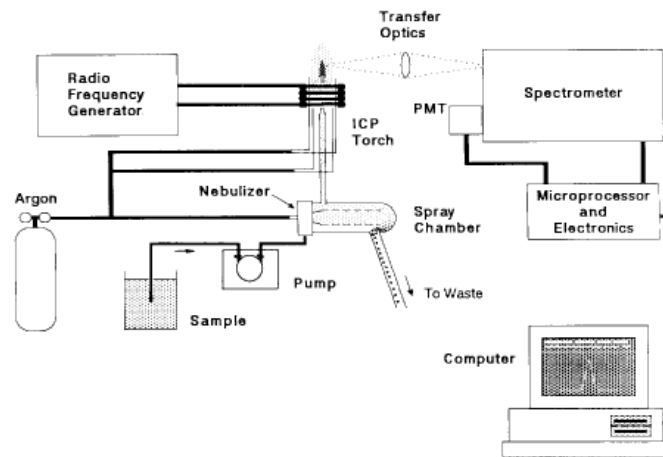 Transfer
Optics
Radio
Frequency
Generator
Spectrometer
PMT
ICP
Torch
Nebulizer
Argon
Spray
Chamber
Microprocessor
and
Electronics
Pump
To Waste
Sample
Computer